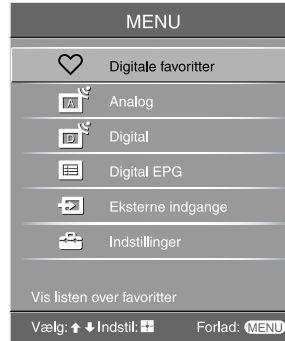 MENU
Digitale favoritter
A Analog
D Digital
Digital EPG
Eksterne indgange
Indstillinger
Vis listen over favoritter
Vælg: Indstil: Forlad: MENU